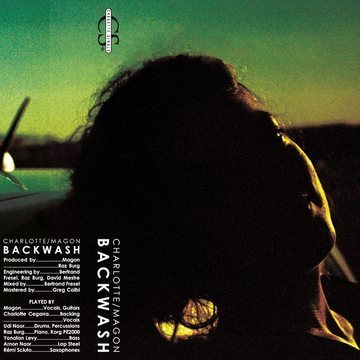 CHARLOTTE/MAGON
BACKWASH
Produced by................Magon
................Raz Burg
Engineering by..........Bertrand
Fresel, Raz Burg, David Mestre
Mixed by.............Bertrand Fresel
Mastered by.............Greg Calbi
PLAYED BY
Magon...........Vocals, Guitars
Charlotte Cegarra......Backing
................Vocals
Udi Naor......Drums, Percussions
Raz Burg.......Piano, Korg PE2000
Yonatan Levy................Bass
Arnon Naor...............Lap Steel
Rémi Sciuto.............Saxophones
CHARLOTTE/MAGON
BACKWASH